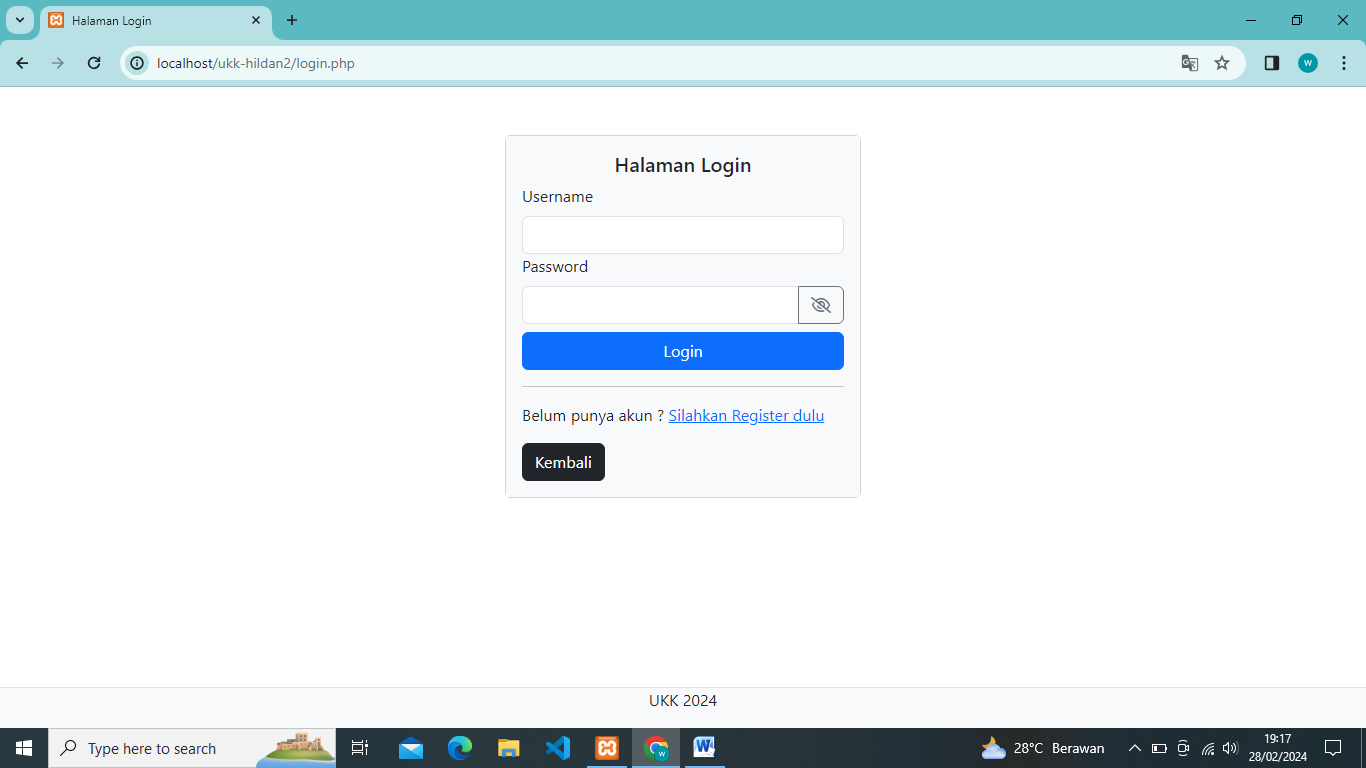 Halaman Login
localhost/ukk-hildan2/login.php
W
Halaman Login
Username
Password
Login
Belum punya akun ? Silahkan Register dulu
Kembali
UKK 2024
Type here to search
28°C Berawan
19:17
28/02/2024